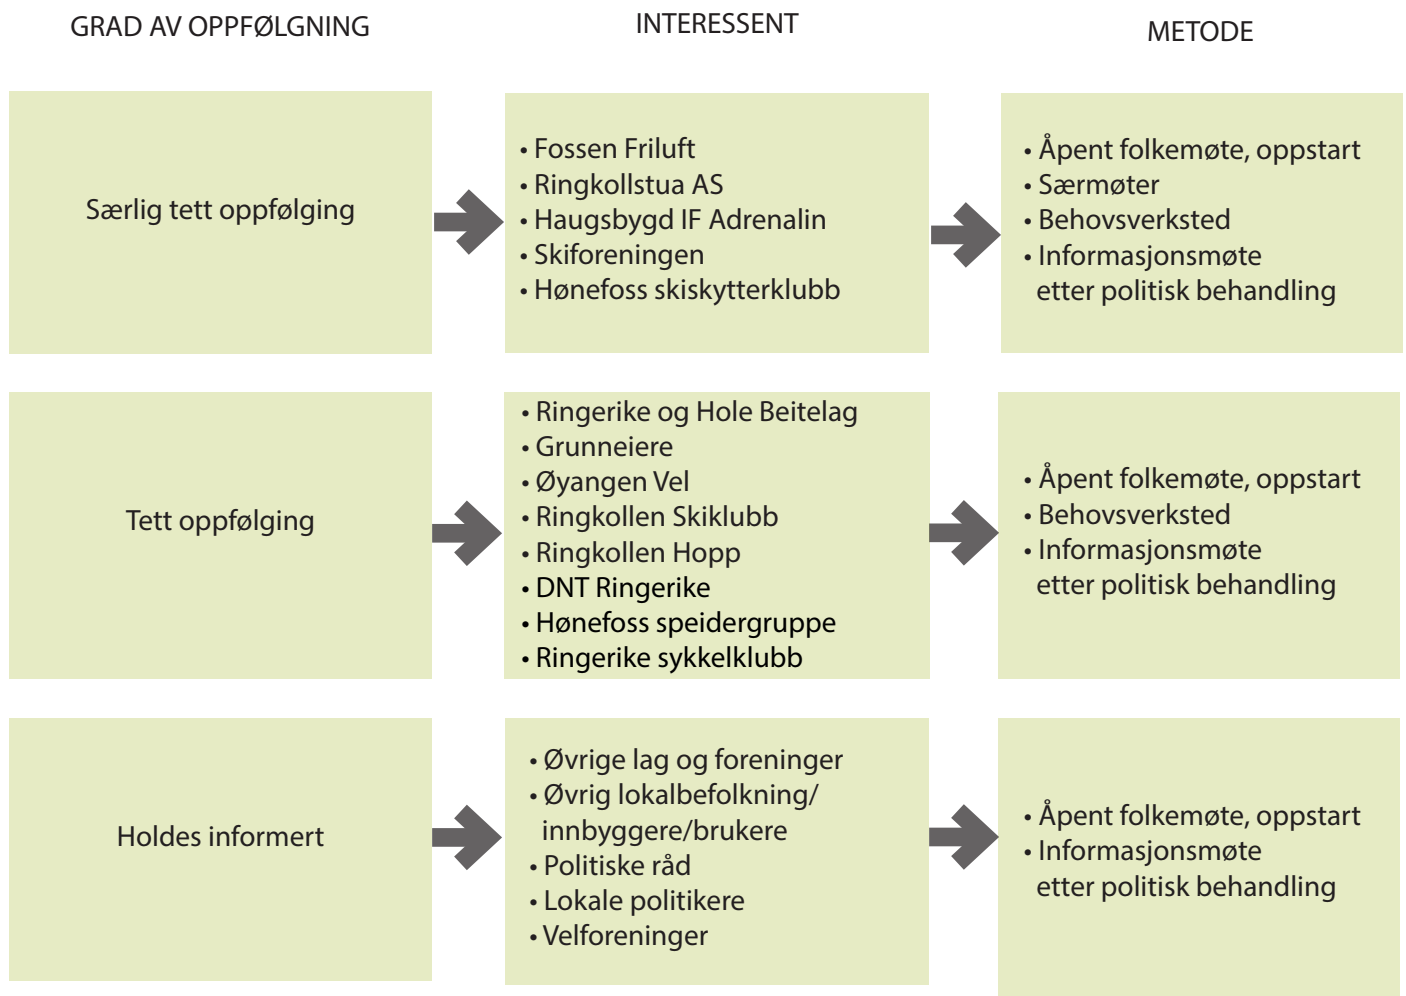 GRAD AV OPPFØLGNING
INTERESSENT
METODE
Særlig tett oppfølging
• Fossen Friluft
• Ringkollstua AS
• Haugsbygd IF Adrenalin
• Skiforeningen
• Hønefoss skiskytterklubb
• Åpent folkemøte, oppstart
• Særmøter
• Behovsverksted
• Informasjonsmøte
etter politisk behandling
Tett oppfølging
• Ringerike og Hole Beitelag
• Grunneiere
• Øyangen Vel
• Ringkollen Skiklubb
• Ringkollen Hopp
• DNT Ringerike
• Hønefoss speidergruppe
• Ringerike sykkelklubb
• Åpent folkemøte, oppstart
• Behovsverksted
• Informasjonsmøte
etter politisk behandling
Holdes informert
• Øvrige lag og foreninger
• Øvrig lokalbefolkning/
innbyggere/brukere
• Politiske råd
• Lokale politikere
• Velforeninger
• Åpent folkemøte, oppstart
• Informasjonsmøte
etter politisk behandling